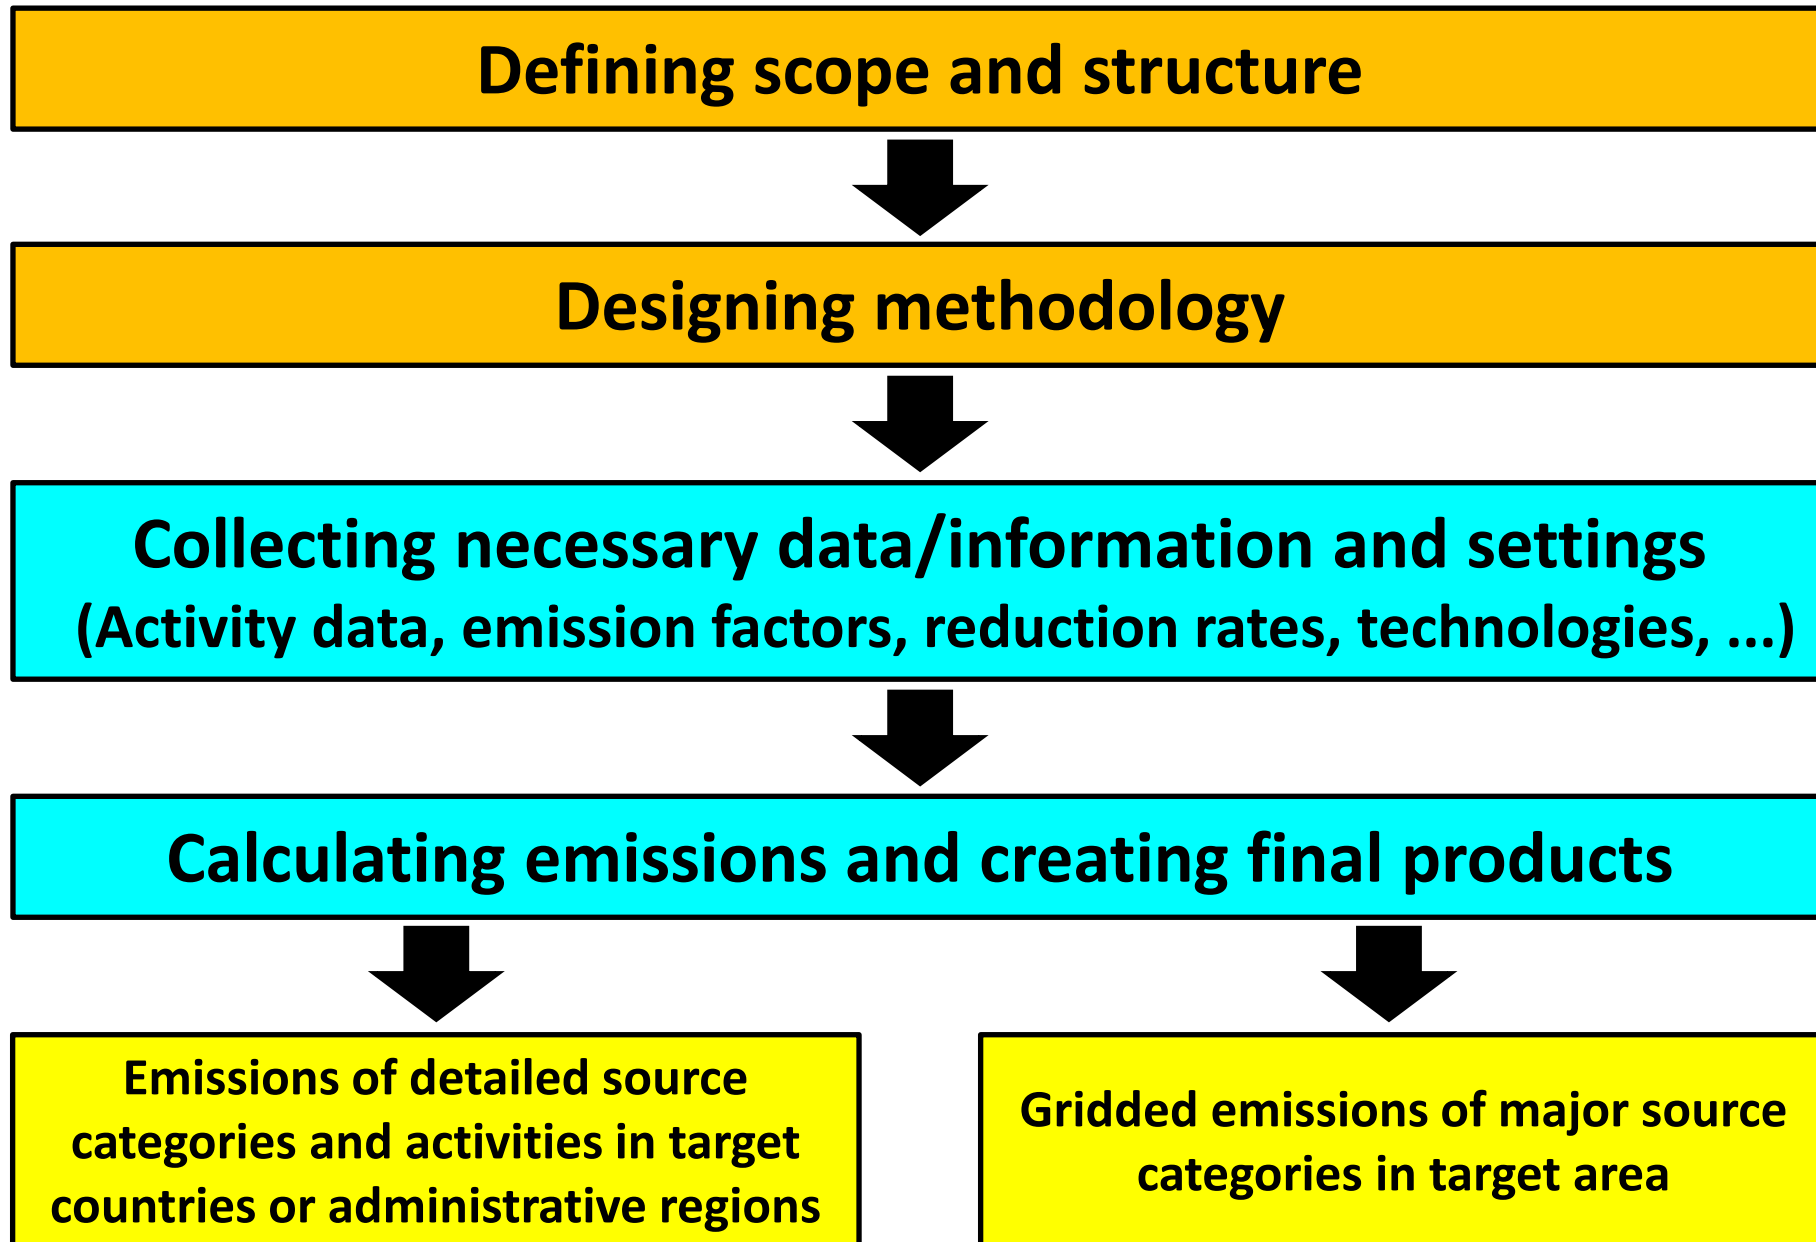 Defining scope and structure
Designing methodology
Collecting necessary data/information and settings
(Activity data, emission factors, reduction rates, technologies, ...)
Calculating emissions and creating final products
Emissions of detailed source
categories and activities in target
countries or administrative regions
Gridded emissions of major source
categories in target area